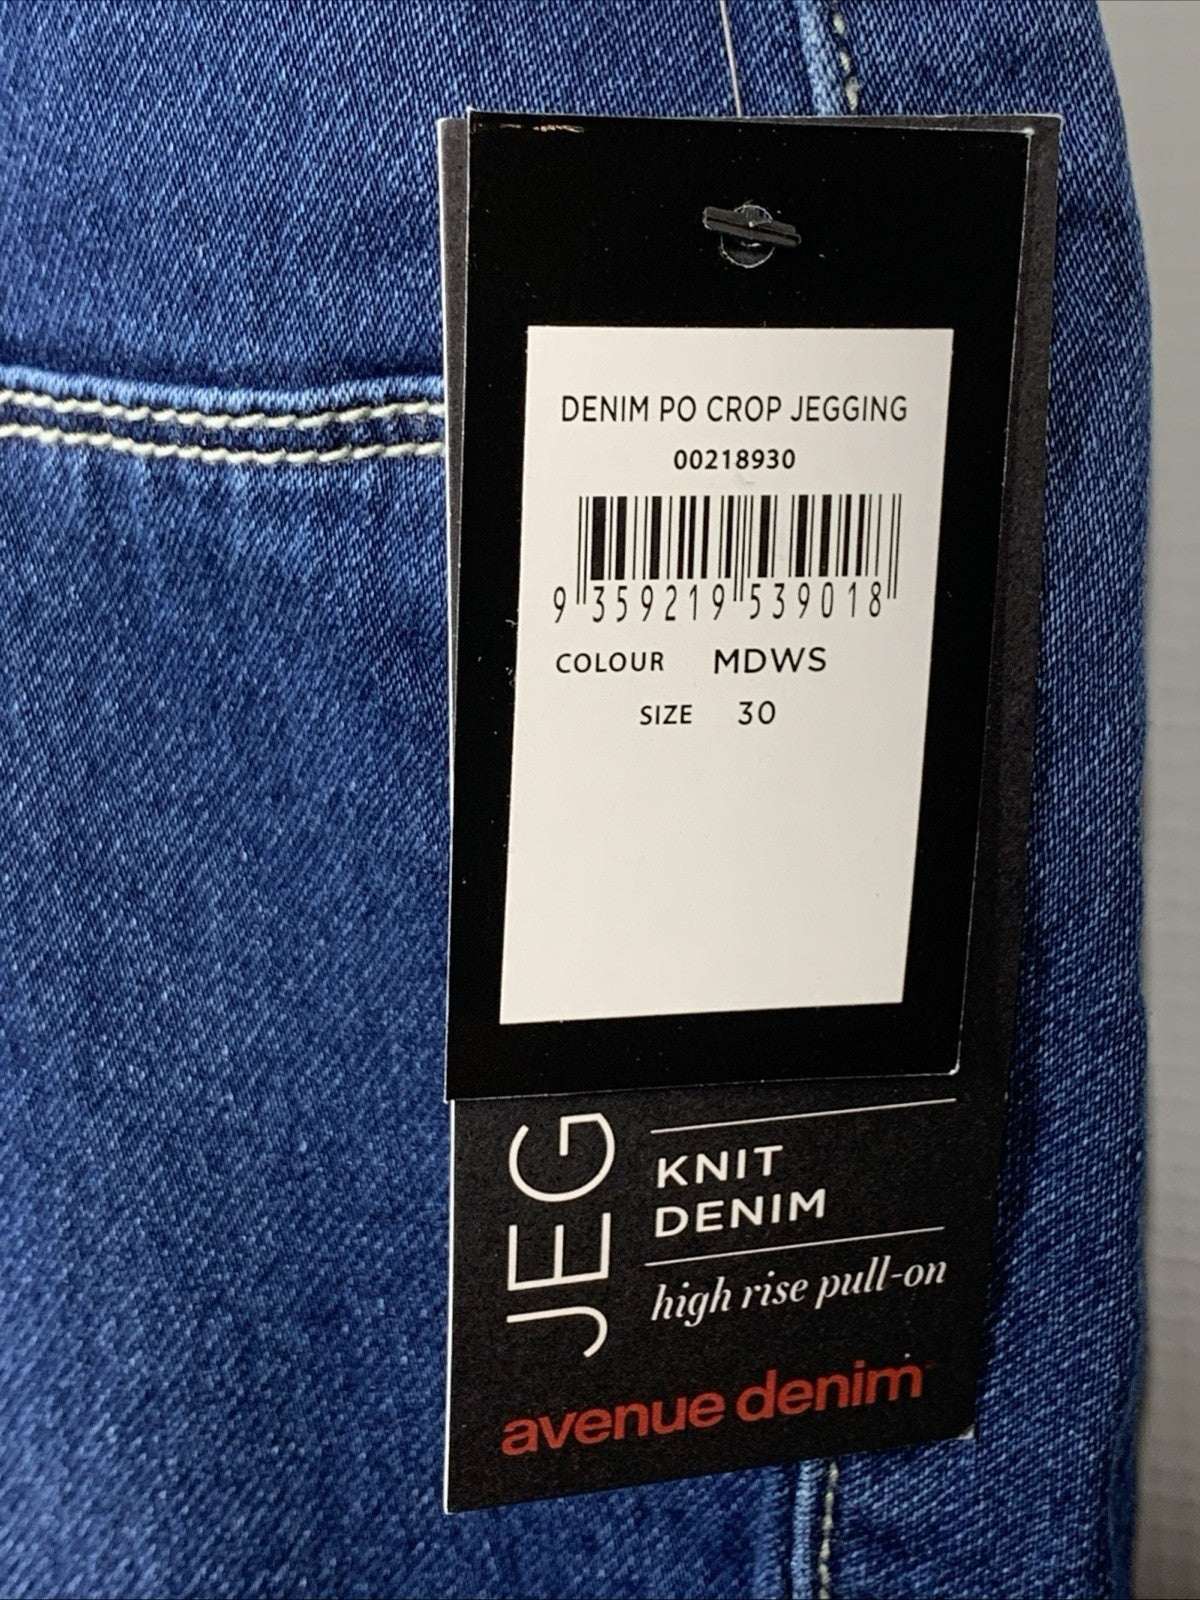 DENIM PO CROP JEGGING
00218930
9 359219 539018
COLOUR MDWS
SIZE 30
JEG
KNIT
DENIM
high rise pull-on
avenue denim